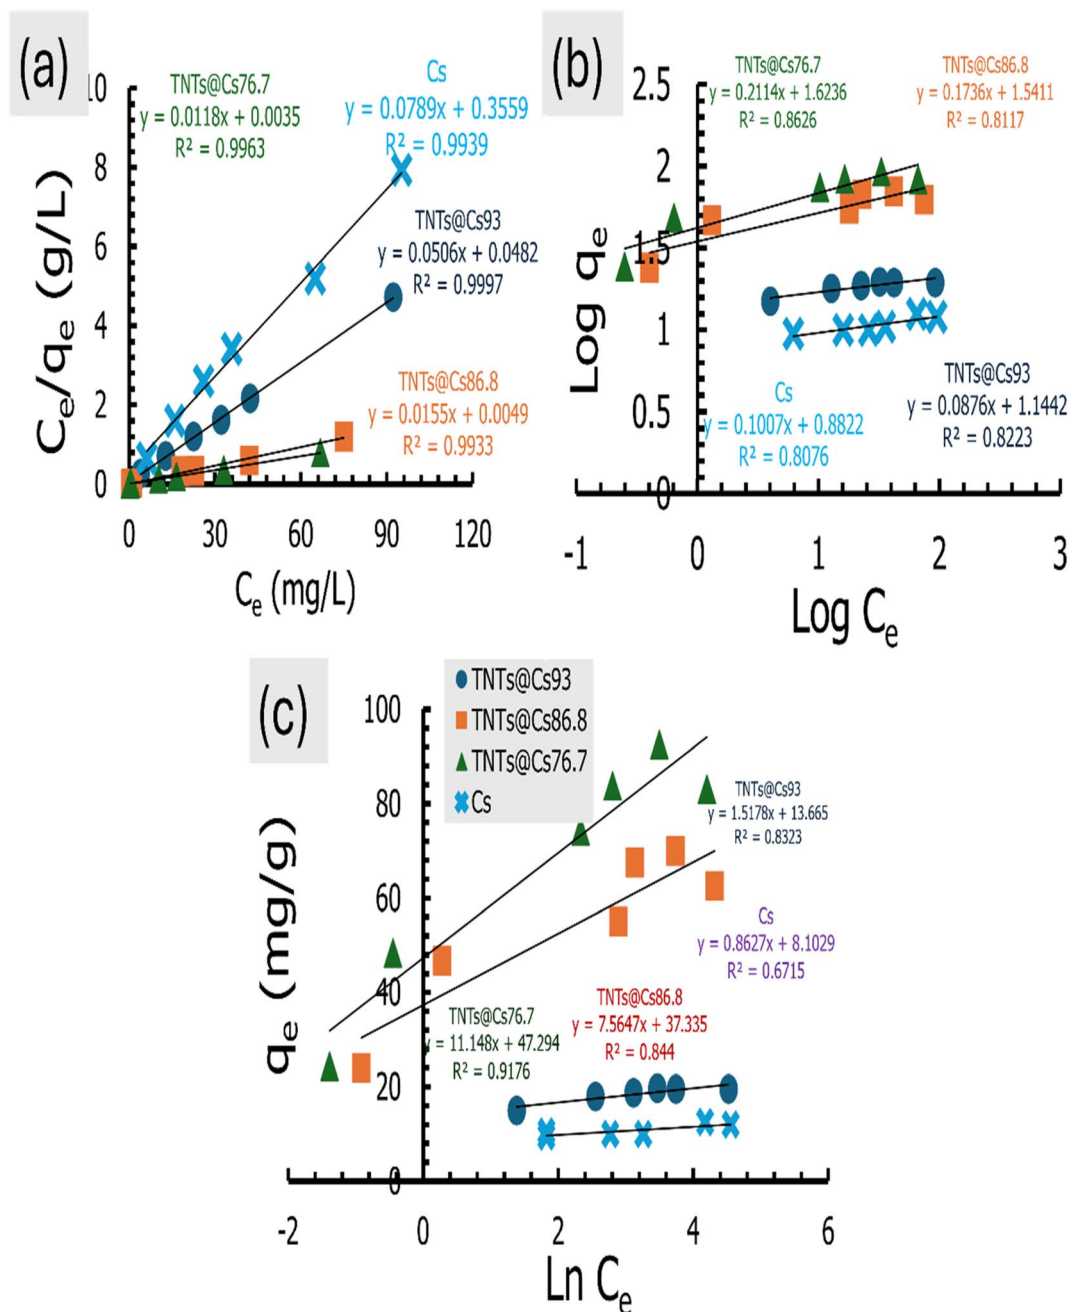 (a)
10
8
6
4
2
0
0 30 60 90 120
Cₑ/qₑ (g/L)
Cₑ (mg/L)
TNTs@Cs76.7
y = 0.0118x + 0.0035
R² = 0.9963
Cs
y = 0.0789x + 0.3559
R² = 0.9939
TNTs@Cs93
y = 0.0506x + 0.0482
R² = 0.9997
TNTs@Cs86.8
y = 0.0155x + 0.0049
R² = 0.9933
(b)
2.5
2
1.5
1
0.5
0
-1 0 1 2 3
Log qₑ
Log Cₑ
TNTs@Cs76.7
y = 0.2114x + 1.6236
R² = 0.8626
TNTs@Cs86.8
y = 0.1736x + 1.5411
R² = 0.8117
Cs
y = 0.1007x + 0.8822
R² = 0.8076
TNTs@Cs93
y = 0.0876x + 1.1442
R² = 0.8223
(c)
TNTs@Cs93
TNTs@Cs86.8
TNTs@Cs76.7
Cs
100
80
60
40
20
0
-2 0 2 4 6
qₑ (mg/g)
Ln Cₑ
TNTs@Cs93
y = 1.5178x + 13.665
R² = 0.8323
Cs
y = 0.8627x + 8.1029
R² = 0.6715
TNTs@Cs86.8
y = 7.5647x + 37.335
R² = 0.844
TNTs@Cs76.7
y = 11.148x + 47.294
R² = 0.9176